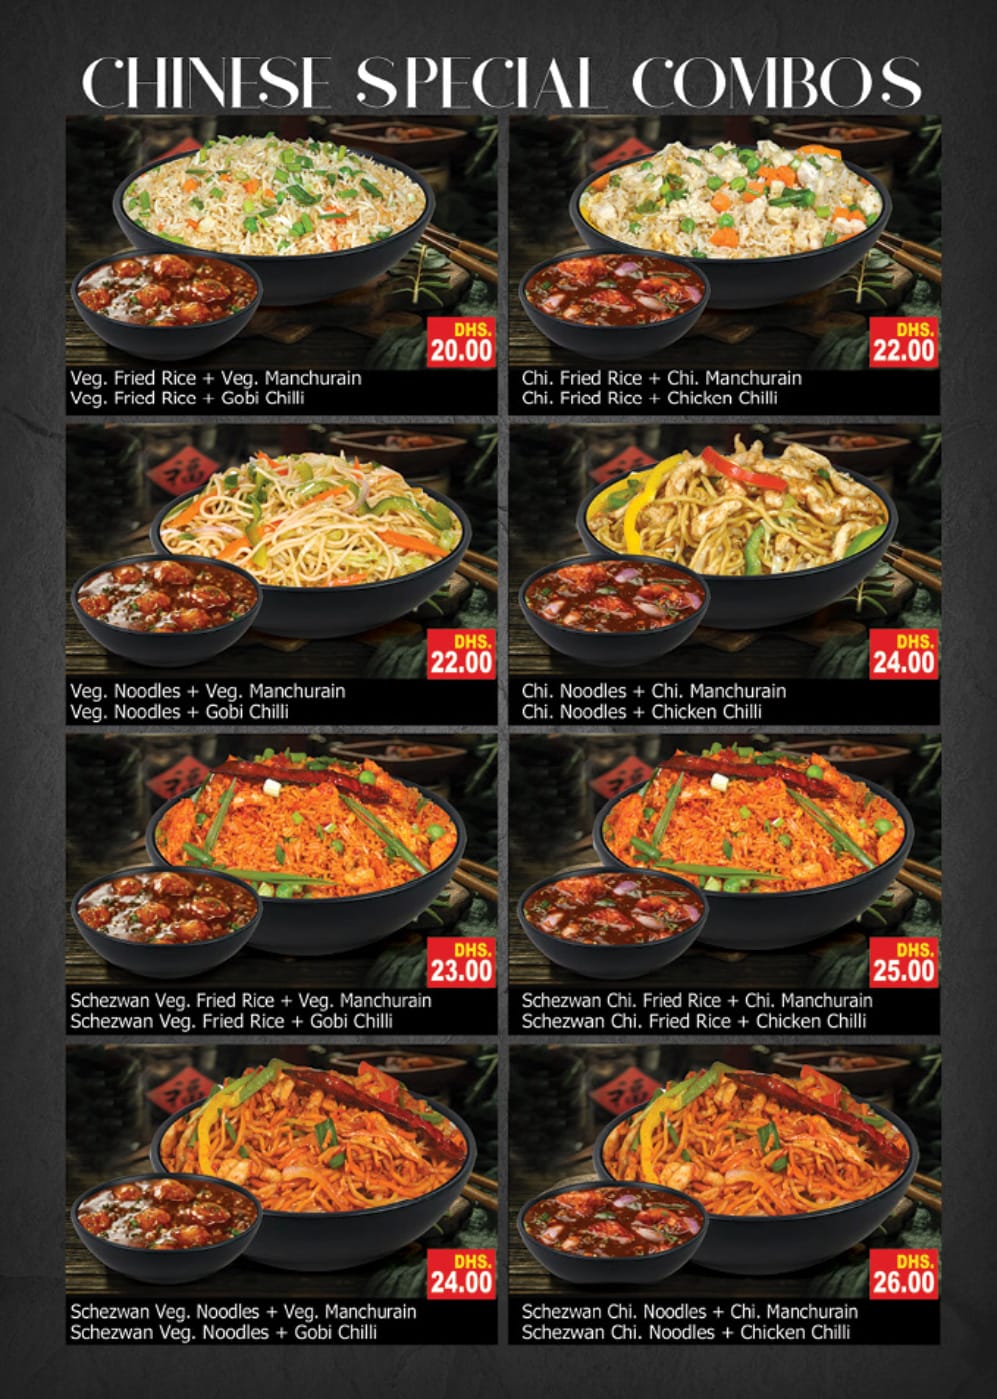 CHINESE SPECIAL COMBOS
DHS.
20.00
Veg. Fried Rice + Veg. Manchurain
Veg. Fried Rice + Gobi Chilli
DHS.
22.00
Chi. Fried Rice + Chi. Manchurain
Chi. Fried Rice + Chicken Chilli
福
DHS.
22.00
Veg. Noodles + Veg. Manchurain
Veg. Noodles + Gobi Chilli
DHS.
24.00
Chi. Noodles + Chi. Manchurain
Chi. Noodles + Chicken Chilli
DHS.
23.00
Schezwan Veg. Fried Rice + Veg. Manchurain
Schezwan Veg. Fried Rice + Gobi Chilli
DHS.
25.00
Schezwan Chi. Fried Rice + Chi. Manchurain
Schezwan Chi. Fried Rice + Chicken Chilli
DHS.
24.00
Schezwan Veg. Noodles + Veg. Manchurain
Schezwan Veg. Noodles + Gobi Chilli
DHS.
26.00
Schezwan Chi. Noodles + Chi. Manchurain
Schezwan Chi. Noodles + Chicken Chilli